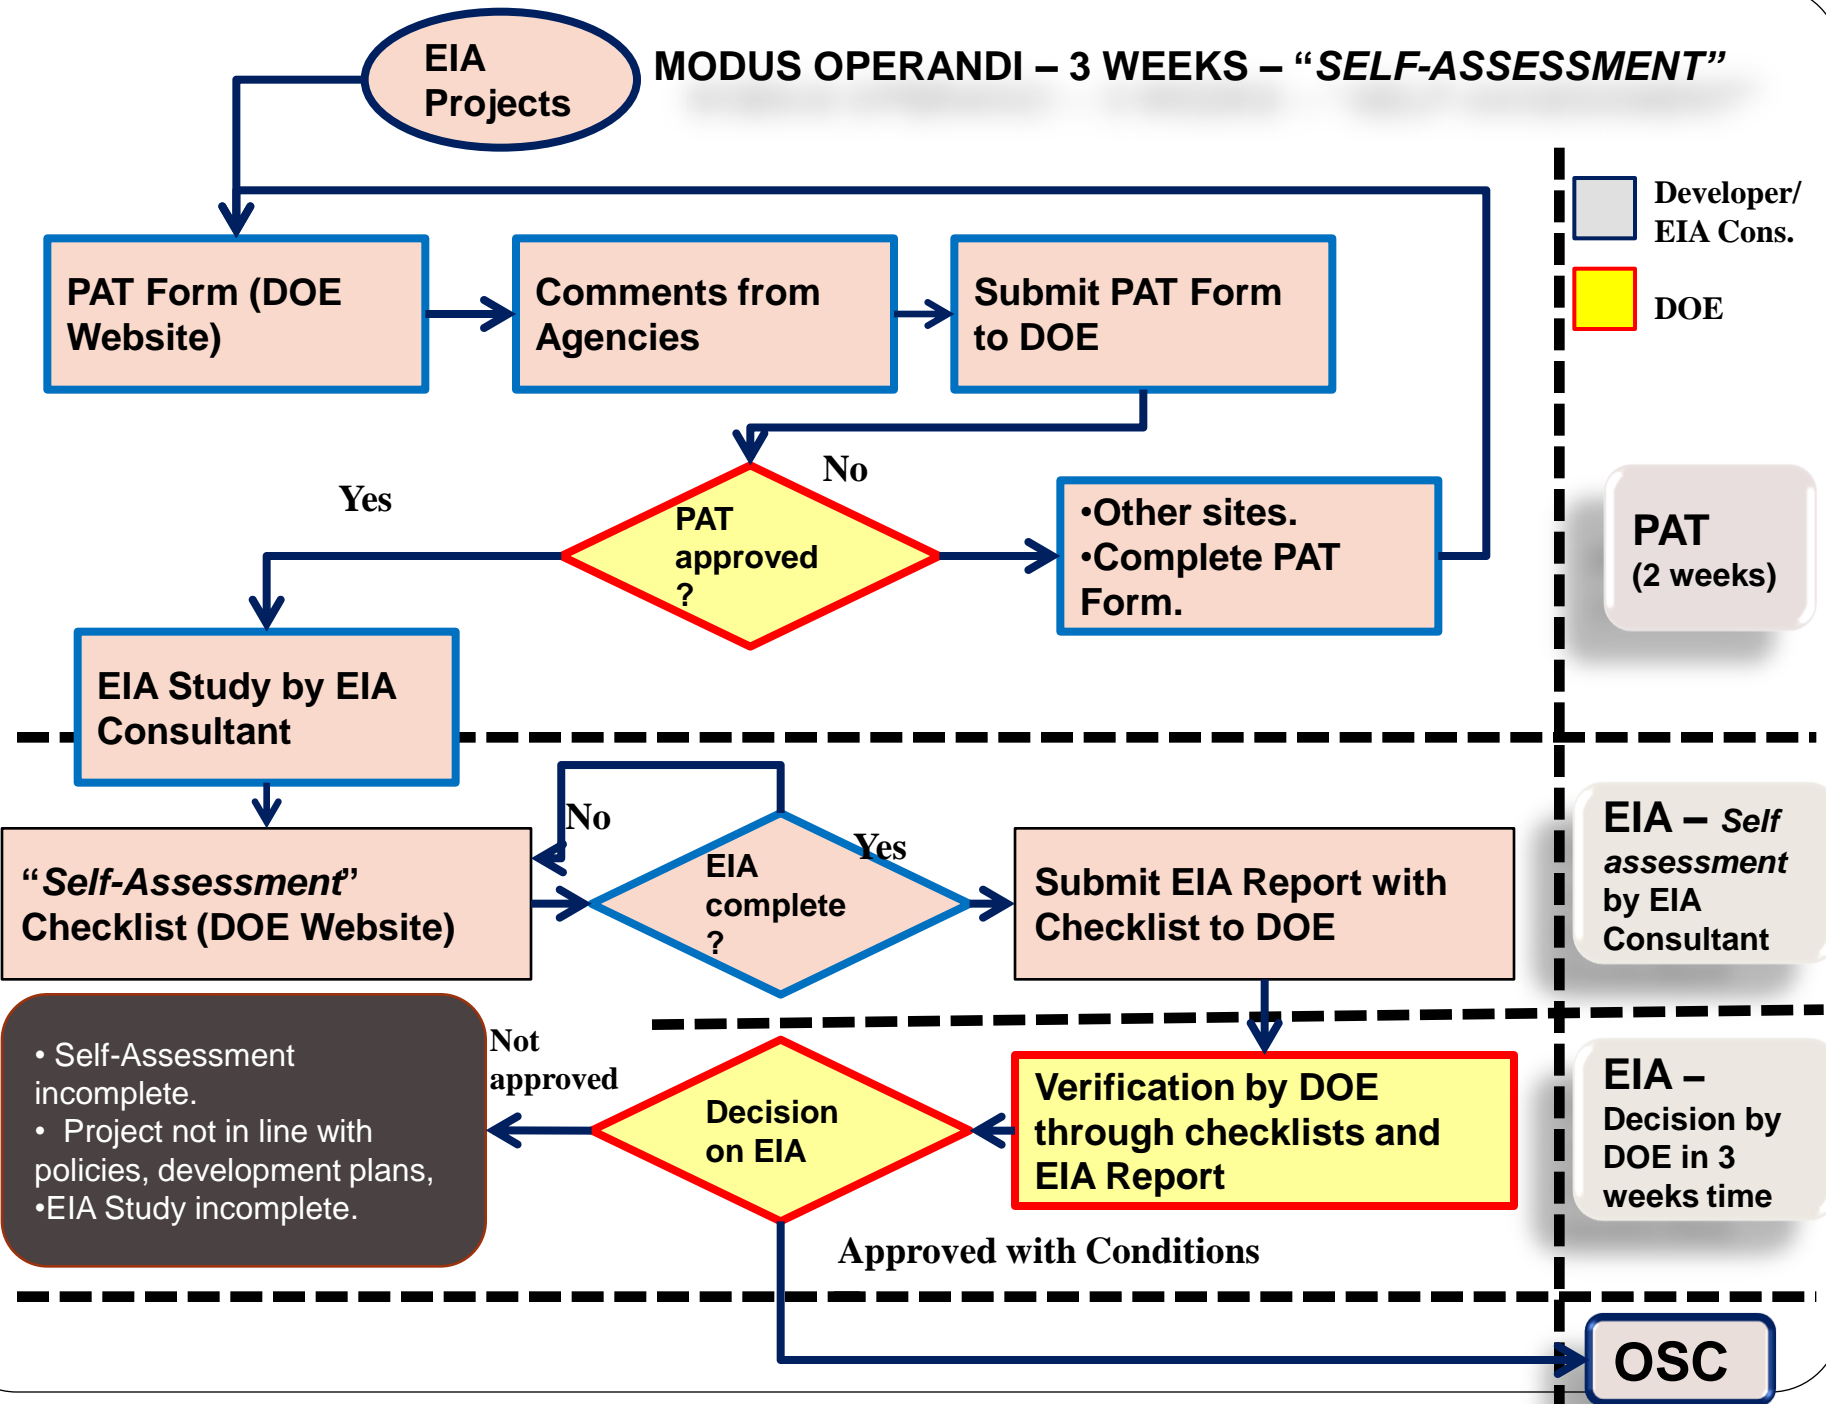 EIA
Projects
MODUS OPERANDI – 3 WEEKS – “SELF-ASSESSMENT”
Developer/
EIA Cons.
DOE
PAT Form (DOE
Website)
Comments from
Agencies
Submit PAT Form
to DOE
No
Yes
PAT
approved
?
•Other sites.
•Complete PAT
Form.
PAT
(2 weeks)
EIA Study by EIA
Consultant
No
Yes
“Self-Assessment”
Checklist (DOE Website)
EIA
complete
?
Submit EIA Report with
Checklist to DOE
EIA – Self
assessment
by EIA
Consultant
• Self-Assessment
incomplete.
• Project not in line with
policies, development plans,
•EIA Study incomplete.
Not
approved
Decision
on EIA
Verification by DOE
through checklists and
EIA Report
EIA –
Decision by
DOE in 3
weeks time
Approved with Conditions
OSC